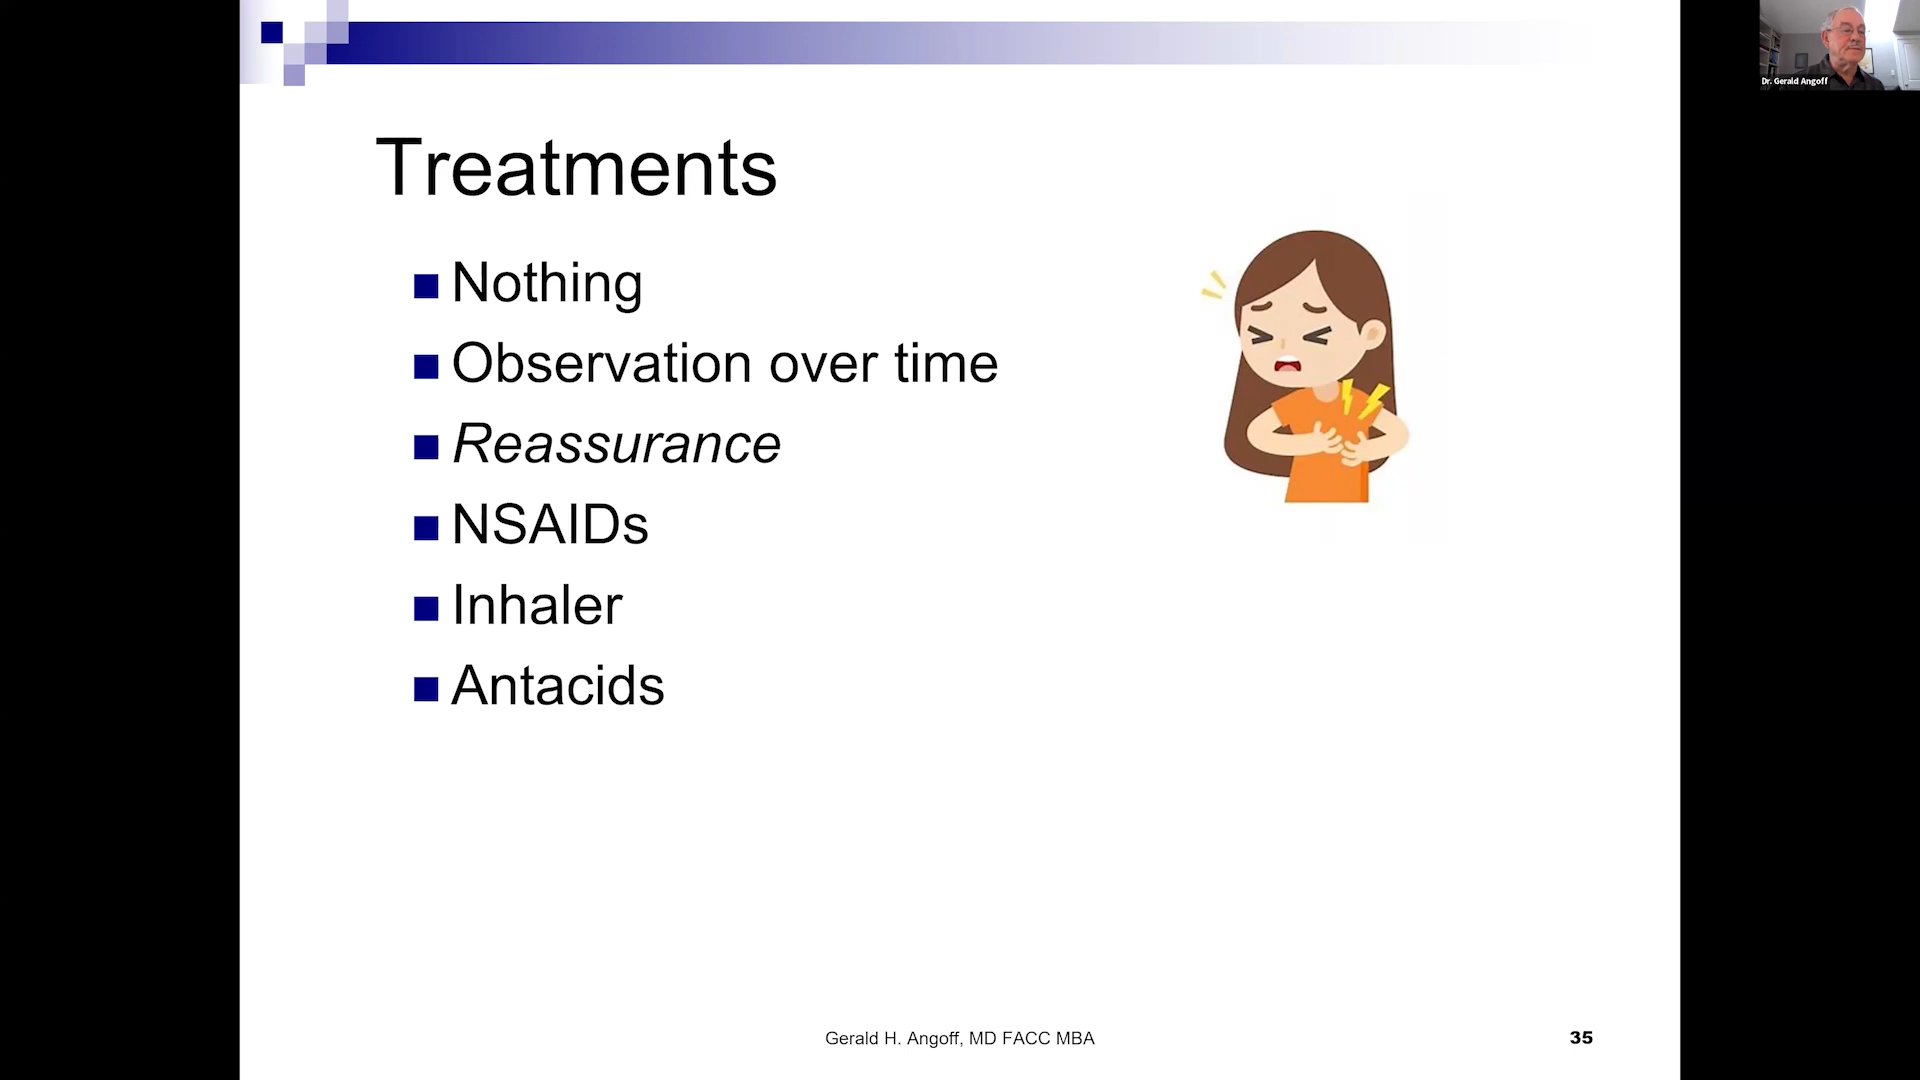 Dr. Gerald Angoff
Treatments
Nothing
Observation over time
Reassurance
NSAIDs
Inhaler
Antacids
Gerald H. Angoff, MD FACC MBA
35